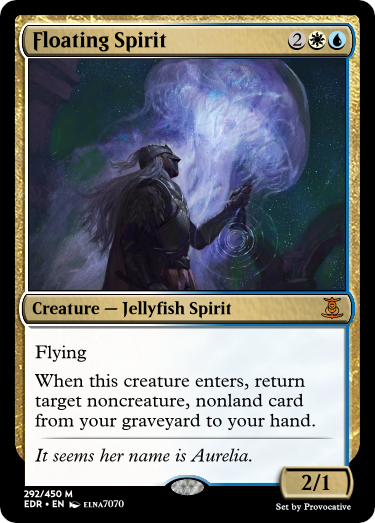 Floating Spirit 2
Creature — Jellyfish Spirit
Flying
When this creature enters, return
target noncreature, nonland card
from your graveyard to your hand.
It seems her name is Aurelia.
2/1
292/450 M
EDR • EN ELNA7070
Set by Provocative